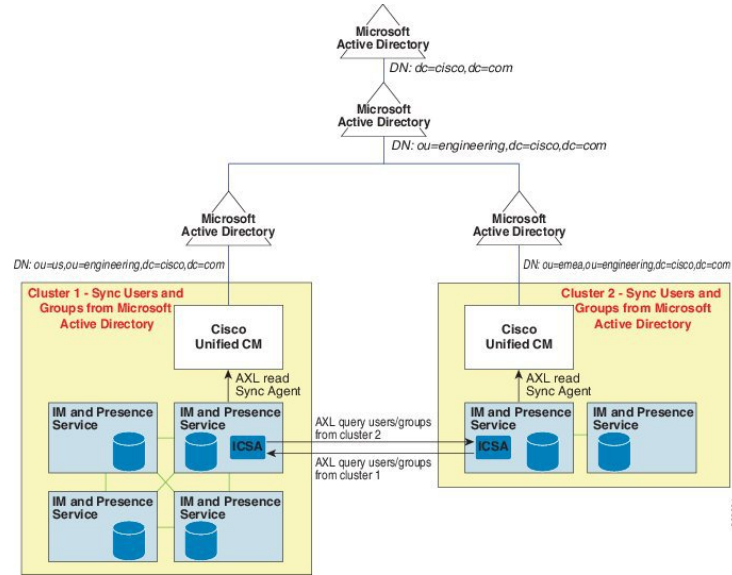 Microsoft
Active Directory
DN: dc=cisco,dc=com
Microsoft
Active Directory
DN: ou=engineering,dc=cisco,dc=com
Microsoft
Active Directory
DN: ou=us,ou=engineering,dc=cisco,dc=com
Microsoft
Active Directory
DN: ou=emea,ou=engineering,dc=cisco,dc=com
Cluster 1 - Sync Users and
Groups from Microsoft
Active Directory
Cisco
Unified CM
AXL read
Sync Agent
IM and Presence
Service
IM and Presence
Service
ICSA
IM and Presence
Service
IM and Presence
Service
AXL query users/groups
from cluster 2
AXL query users/groups
from cluster 1
Cluster 2 - Sync Users and
Groups from Microsoft
Active Directory
Cisco
Unified CM
AXL read
Sync Agent
IM and Presence
Service
ICSA
IM and Presence
Service